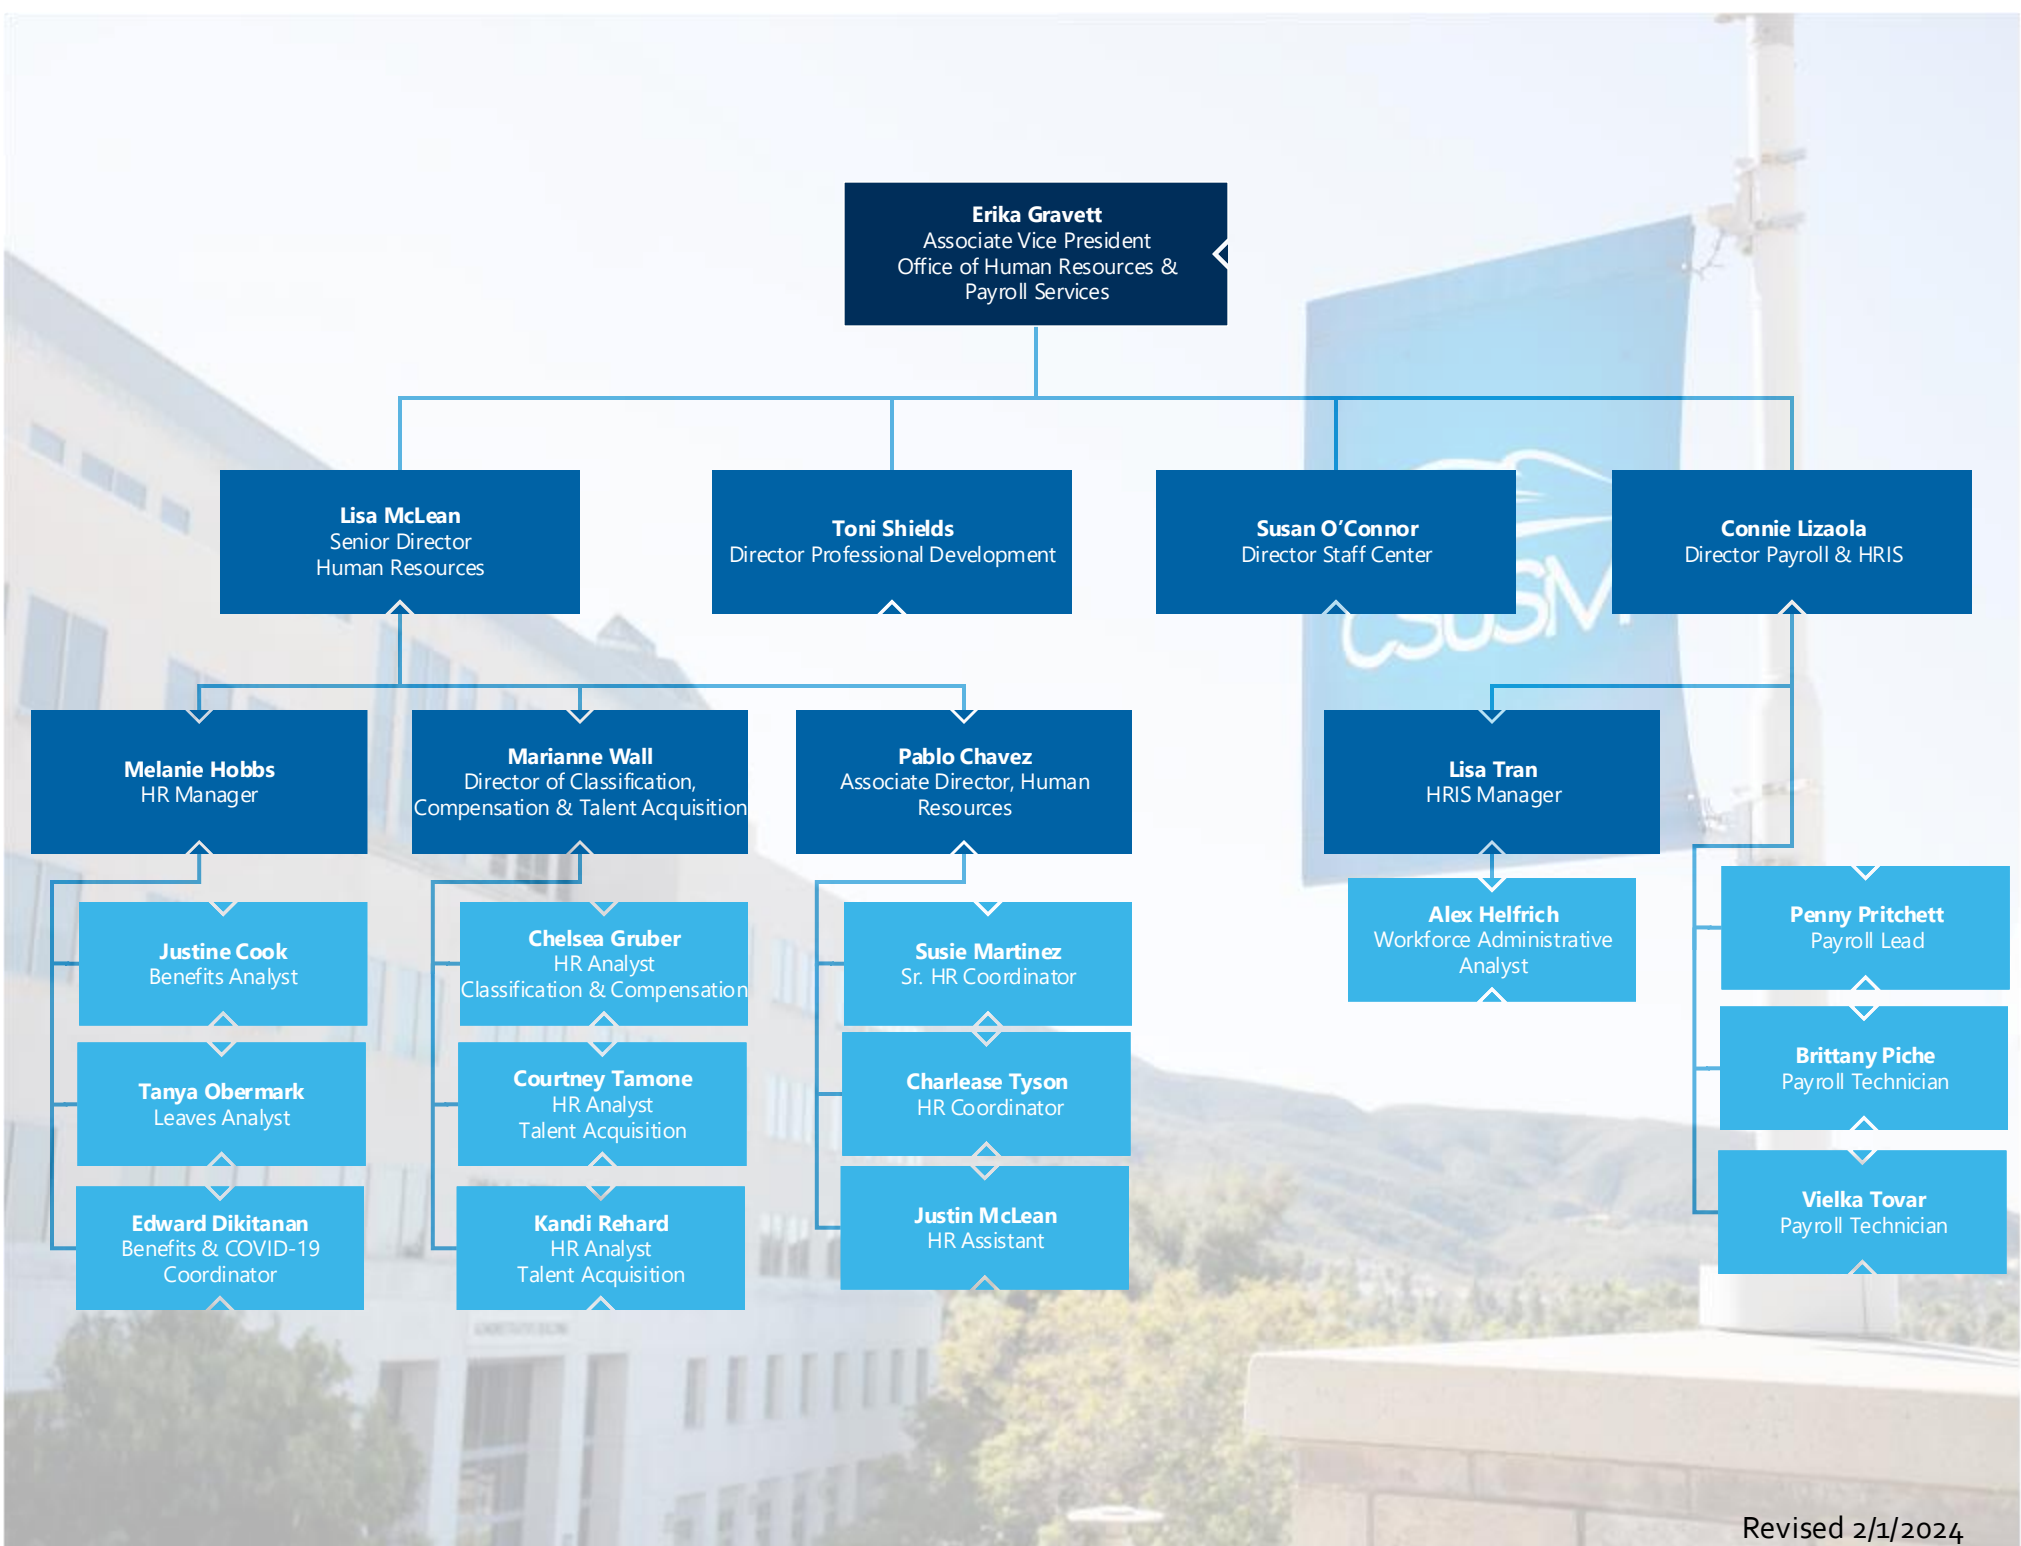 Erika Gravett
Associate Vice President
Office of Human Resources &
Payroll Services
Lisa McLean
Senior Director
Human Resources
Toni Shields
Director Professional Development
Susan O’Connor
Director Staff Center
Connie Lizaola
Director Payroll & HRIS
CSUSM
Melanie Hobbs
HR Manager
Marianne Wall
Director of Classification,
Compensation & Talent Acquisition
Pablo Chavez
Associate Director, Human
Resources
Lisa Tran
HRIS Manager
Justine Cook
Benefits Analyst
Tanya Obermark
Leaves Analyst
Edward Dikitanan
Benefits & COVID-19
Coordinator
Chelsea Gruber
HR Analyst
Classification & Compensation
Courtney Tamone
HR Analyst
Talent Acquisition
Kandi Rehard
HR Analyst
Talent Acquisition
Susie Martinez
Sr. HR Coordinator
Charlease Tyson
HR Coordinator
Justin McLean
HR Assistant
Alex Helfrich
Workforce Administrative
Analyst
Penny Pritchett
Payroll Lead
Brittany Piche
Payroll Technician
Vielka Tovar
Payroll Technician
Revised 2/1/2024